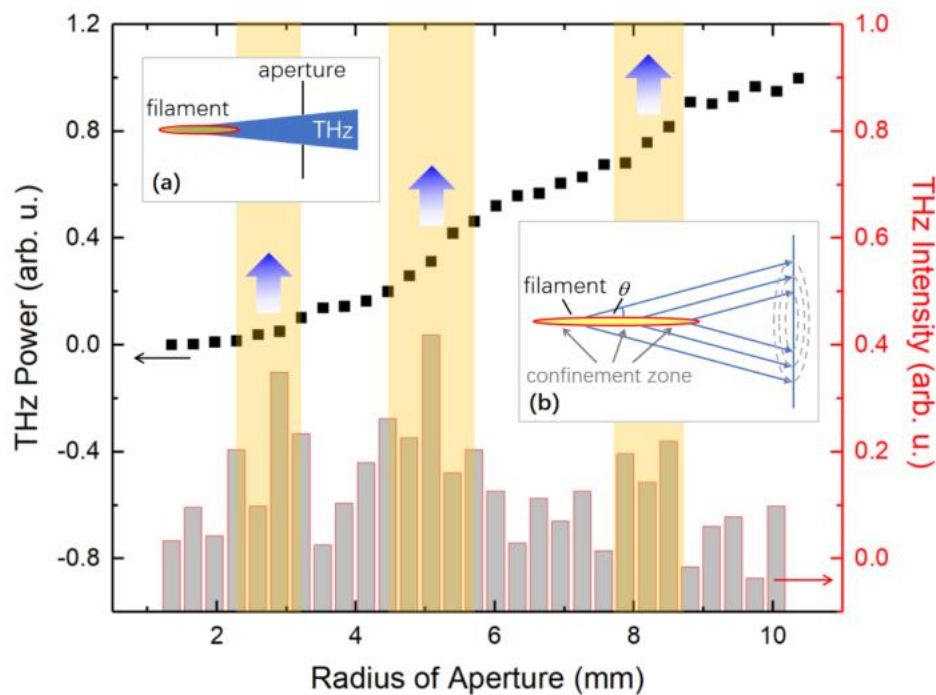 1.2
0.8
0.4
0.0
-0.4
-0.8
THz Power (arb. u.)
1.0
0.8
0.6
0.4
0.2
0.0
THz Intensity (arb. u.)
aperture
filament
THz
(a)
filament
θ
confinement zone
(b)
2
4
6
8
10
Radius of Aperture (mm)